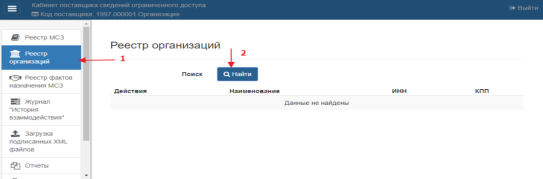 Кабинет поставщика сведений ограниченного доступа
Код поставщика: 1997.000001 Организация
Выйти
Реестр МСЗ
Реестр
организаций
Реестр фактов
назначения МСЗ
Журнал
"История
взаимодействия"
Загрузка
подписанных XML
файлов
Отчеты
Реестр организаций
1
2
Поиск
Найти
Действия Наименование ИНН КПП
Данные не найдены